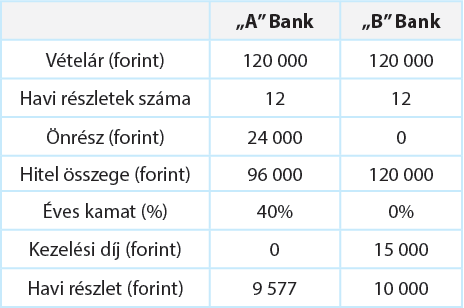 „A” Bank „B” Bank
Vételár (forint) 120 000 120 000
Havi részletek száma 12 12
Önrész (forint) 24 000 0
Hitel összege (forint) 96 000 120 000
Éves kamat (%) 40% 0%
Kezelési díj (forint) 0 15 000
Havi részlet (forint) 9 577 10 000